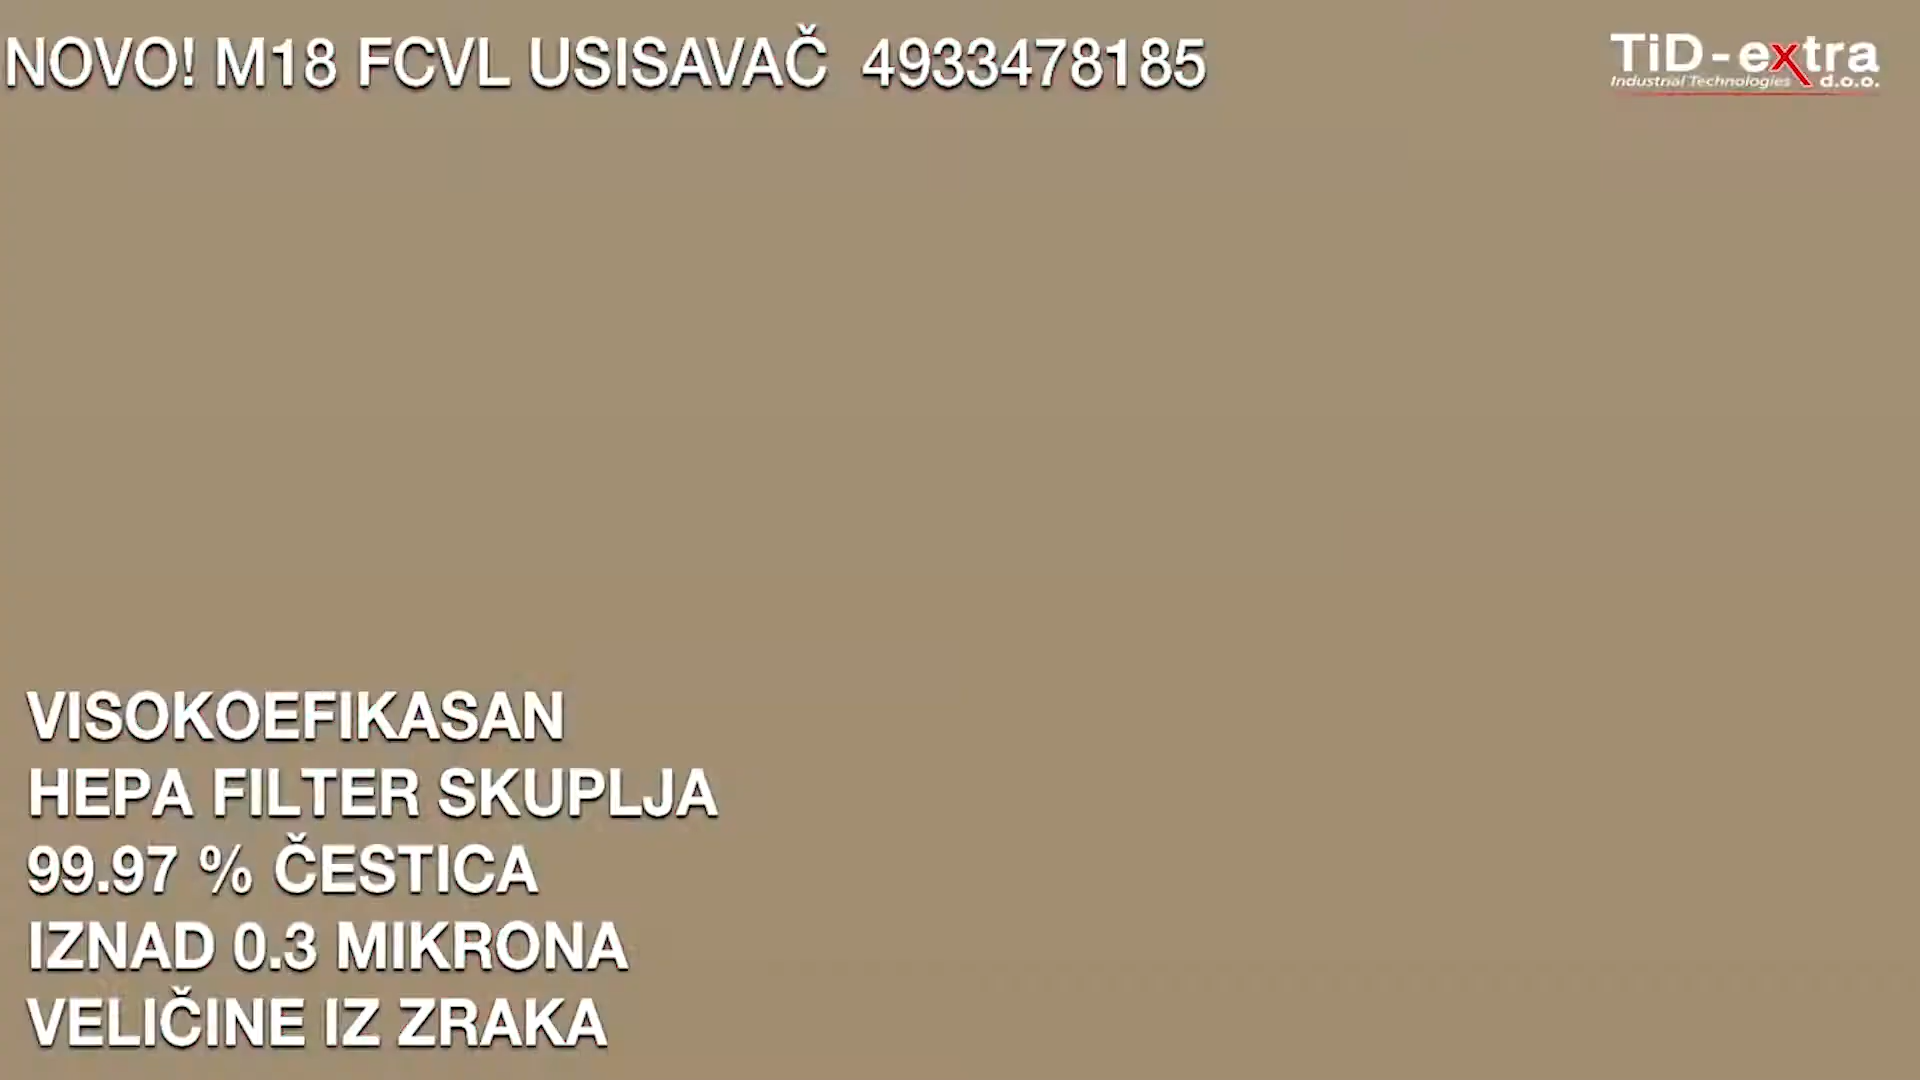 NOVO! M18 FCVL USISAVAČ 4933478185
TiD-extra
Industrial Technologies d.o.o.
VISOKOEFIKASAN
HEPA FILTER SKUPLJA
99.97 % ČESTICA
IZNAD 0.3 MIKRONA
VELIČINE IZ ZRAKA